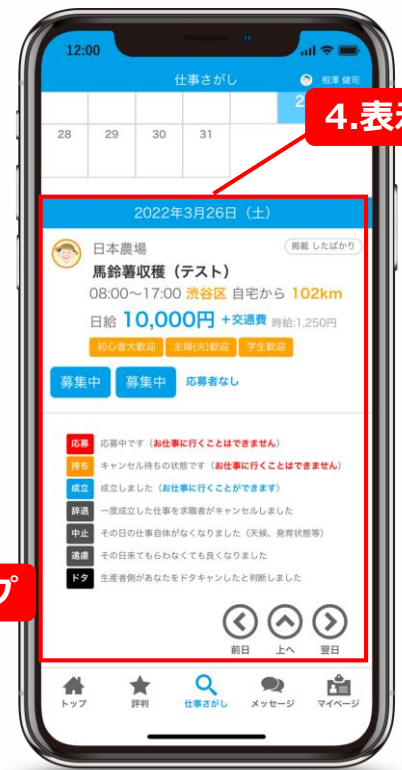 12:00
仕事さがし 相澤 健司
2
28 29 30 31
4.表示
2022年3月26日（土）
日本農場 掲載 したばかり
馬鈴薯収穫（テスト）
08:00〜17:00 渋谷区 自宅から 102km
日給 10,000円 +交通費 時給:1,250円
初心者大歓迎 主婦(夫)歓迎 学生歓迎
募集中 募集中 応募者なし
応募 応募中です（お仕事に行くことはできません）
待ち キャンセル待ちの状態です（お仕事に行くことはできません）
成立 成立しました（お仕事に行くことができます）
辞退 一度成立した仕事を求職者がキャンセルしました
中止 その日の仕事自体がなくなりました（天候、発育状態等）
遠慮 その日来てもらわなくても良くなりました
ドタ 生産者側があなたをドタキャンしたと判断しました
プ
前日 上へ 翌日
トップ 評判 仕事さがし メッセージ マイページ